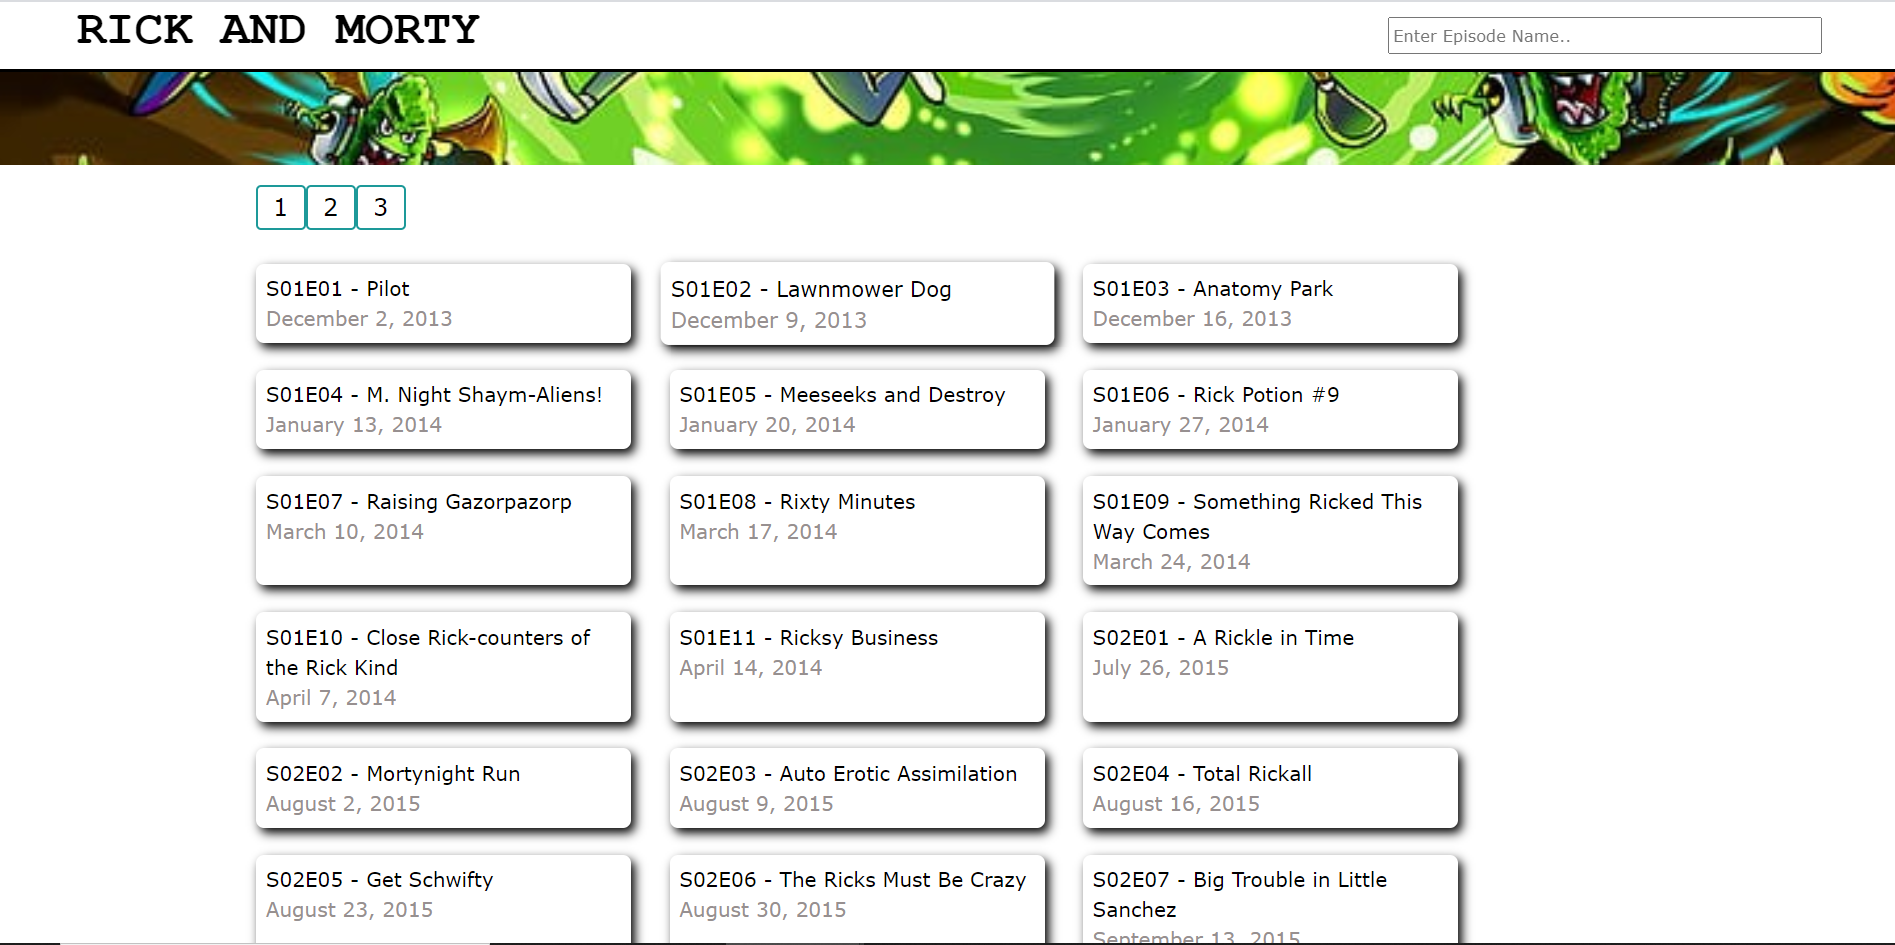 RICK AND MORTY
Enter Episode Name..
1 2 3
S01E01 - Pilot
December 2, 2013
S01E02 - Lawnmower Dog
December 9, 2013
S01E03 - Anatomy Park
December 16, 2013
S01E04 - M. Night Shaym-Aliens!
January 13, 2014
S01E05 - Meeseeks and Destroy
January 20, 2014
S01E06 - Rick Potion #9
January 27, 2014
S01E07 - Raising Gazorpazorp
March 10, 2014
S01E08 - Rixty Minutes
March 17, 2014
S01E09 - Something Ricked This
Way Comes
March 24, 2014
S01E10 - Close Rick-counters of
the Rick Kind
April 7, 2014
S01E11 - Ricksy Business
April 14, 2014
S02E01 - A Rickle in Time
July 26, 2015
S02E02 - Mortynight Run
August 2, 2015
S02E03 - Auto Erotic Assimilation
August 9, 2015
S02E04 - Total Rickall
August 16, 2015
S02E05 - Get Schwifty
August 23, 2015
S02E06 - The Ricks Must Be Crazy
August 30, 2015
S02E07 - Big Trouble in Little
Sanchez
September 13, 2015